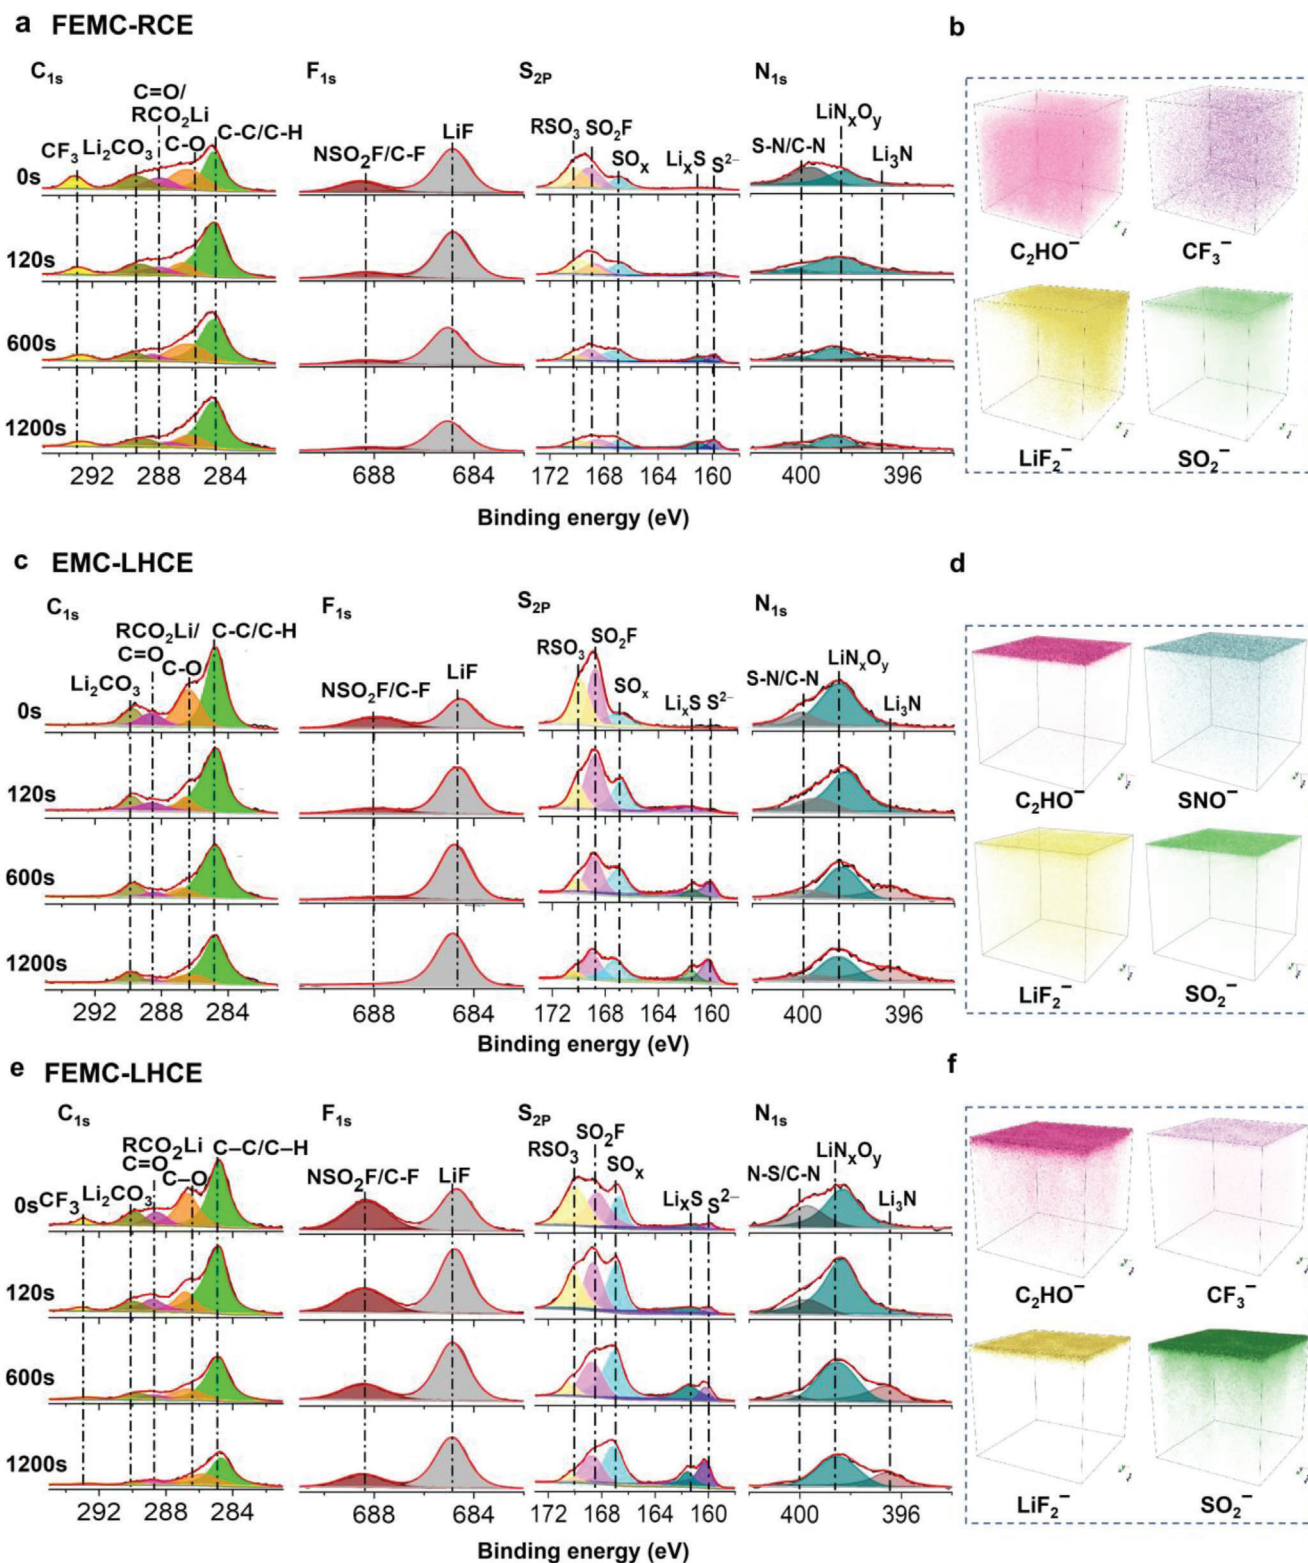 a FEMC-RCE
b
C1s F1s S2P N1s
C=O/
RCO2Li
CF3 Li2CO3 C-O C-C/C-H
NSO2F/C-F LiF
RSO3 SO2F SOx LixS S2−
S-N/C-N LiNxOy Li3N
0s
120s
600s
1200s
292 288 284
688 684
172 168 164 160
400 396
Binding energy (eV)
C2HO− CF3−
LiF2− SO2−
c EMC-LHCE
d
C1s F1s S2P N1s
RCO2Li/
C=O
Li2CO3 C-O C-C/C-H
NSO2F/C-F LiF
RSO3 SO2F SOx LixS S2−
S-N/C-N LiNxOy Li3N
0s
120s
600s
1200s
292 288 284
688 684
172 168 164 160
400 396
Binding energy (eV)
C2HO− SNO−
LiF2− SO2−
e FEMC-LHCE
f
C1s F1s S2P N1s
RCO2Li
C=O
CF3 Li2CO3 C–O C–C/C–H
NSO2F/C-F LiF
RSO3 SO2F SOx LixS S2−
N-S/C-N LiNxOy Li3N
0s
120s
600s
1200s
292 288 284
688 684
172 168 164 160
400 396
Binding energy (eV)
C2HO− CF3−
LiF2− SO2−